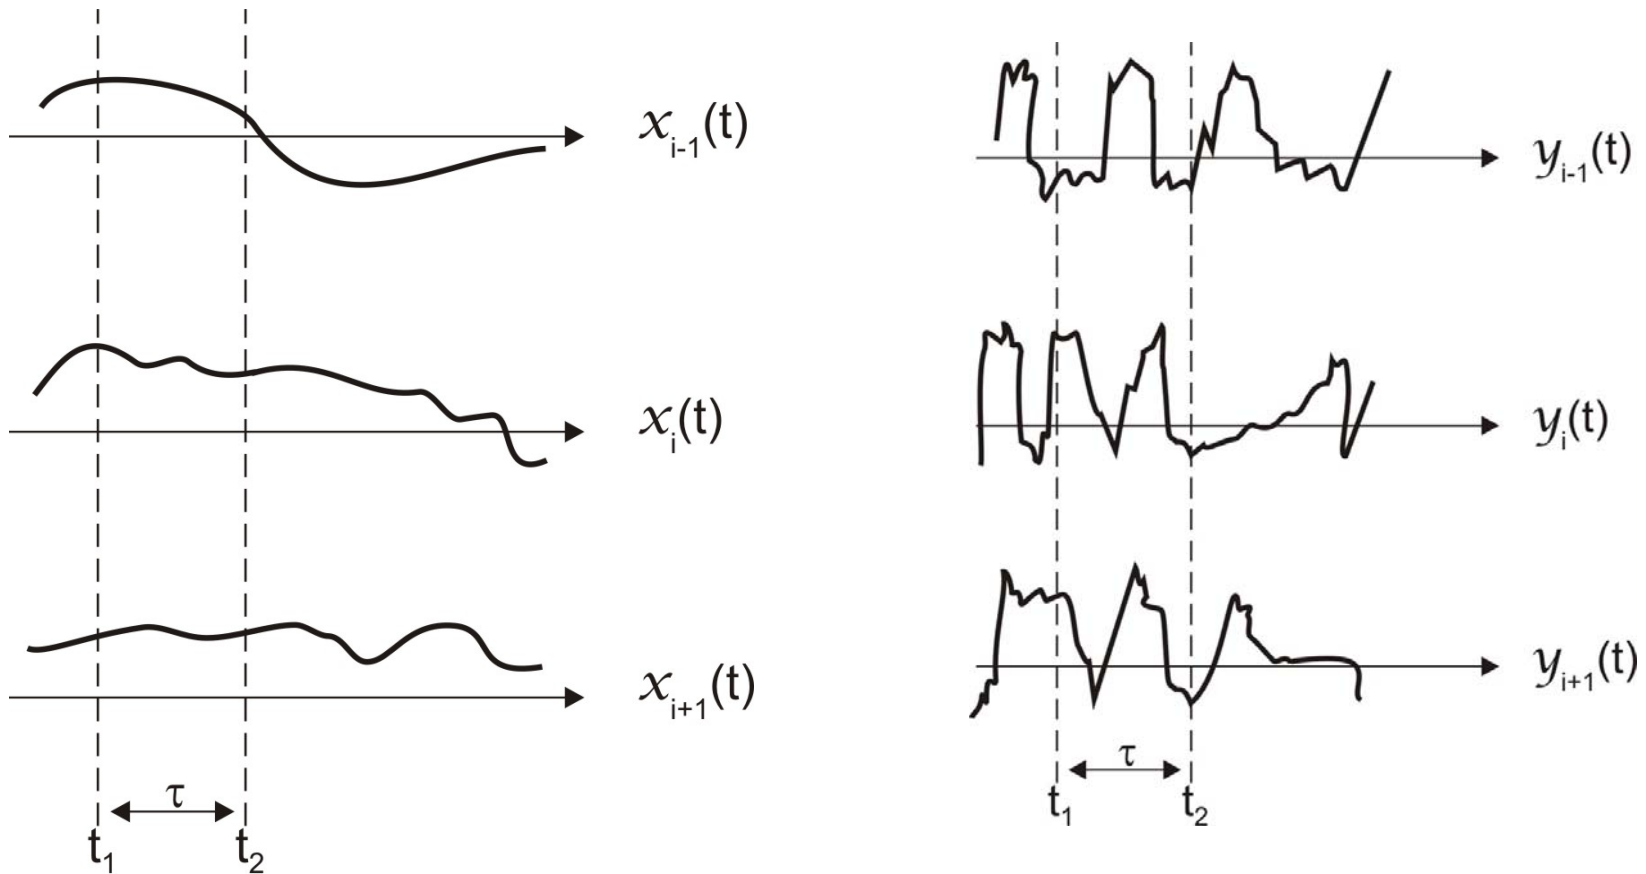 x_{i-1}(t)
x_i(t)
x_{i+1}(t)
τ
t_1 t_2
y_{i-1}(t)
y_i(t)
y_{i+1}(t)
τ
t_1 t_2